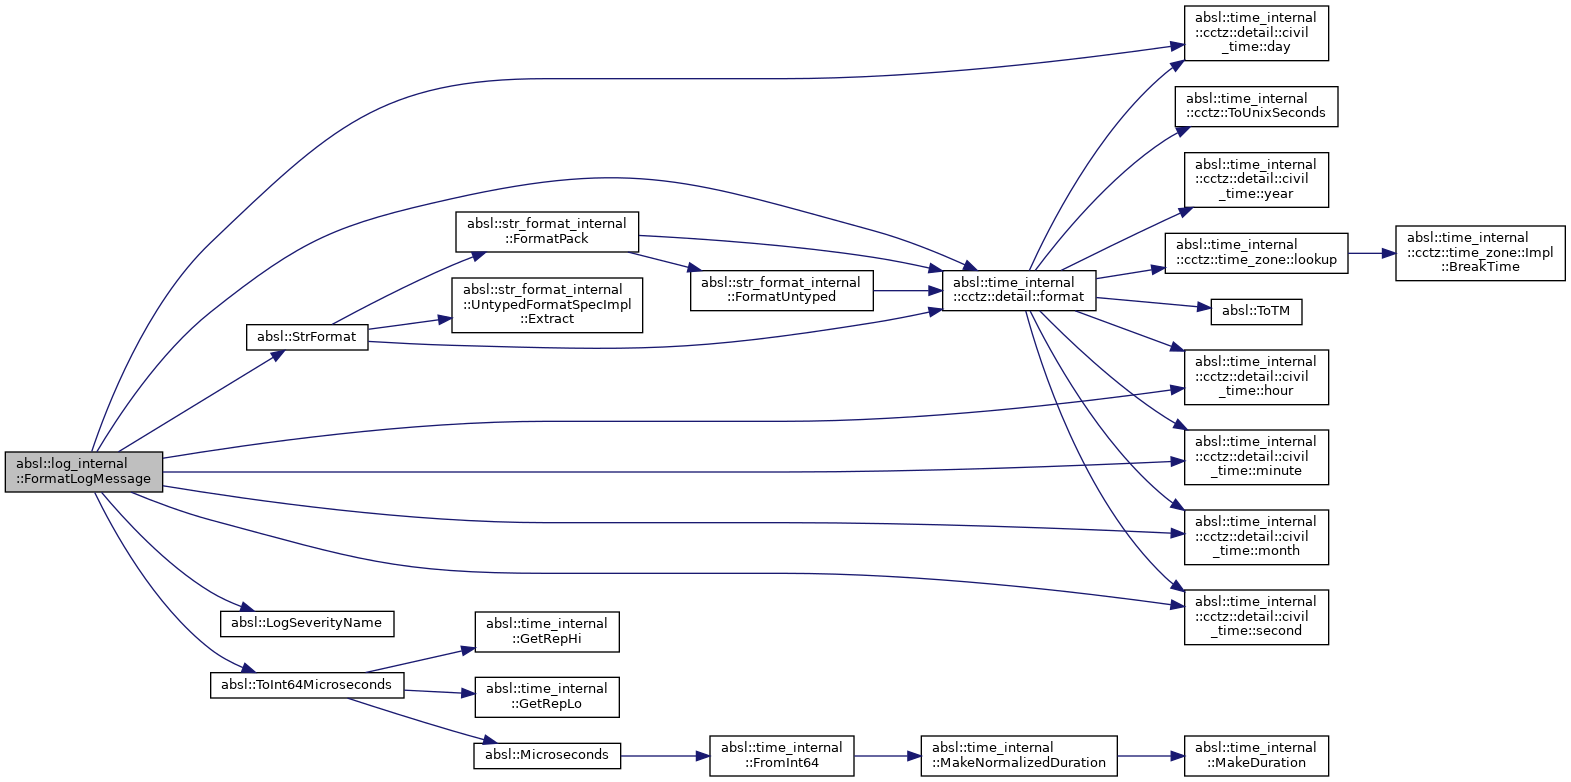 absl::time_internal
::cctz::detail::civil
_time::day
absl::time_internal
::cctz::ToUnixSeconds
absl::time_internal
::cctz::detail::civil
_time::year
absl::str_format_internal
::FormatPack
absl::time_internal
::cctz::time_zone::lookup
absl::time_internal
::cctz::time_zone::Impl
::BreakTime
absl::str_format_internal
::UntypedFormatSpecImpl
::Extract
absl::str_format_internal
::FormatUntyped
absl::time_internal
::cctz::detail::format
absl::ToTM
absl::StrFormat
absl::time_internal
::cctz::detail::civil
_time::hour
absl::log_internal
::FormatLogMessage
absl::time_internal
::cctz::detail::civil
_time::minute
absl::time_internal
::cctz::detail::civil
_time::month
absl::time_internal
::cctz::detail::civil
_time::second
absl::LogSeverityName
absl::time_internal
::GetRepHi
absl::ToInt64Microseconds
absl::time_internal
::GetRepLo
absl::Microseconds
absl::time_internal
::FromInt64
absl::time_internal
::MakeNormalizedDuration
absl::time_internal
::MakeDuration